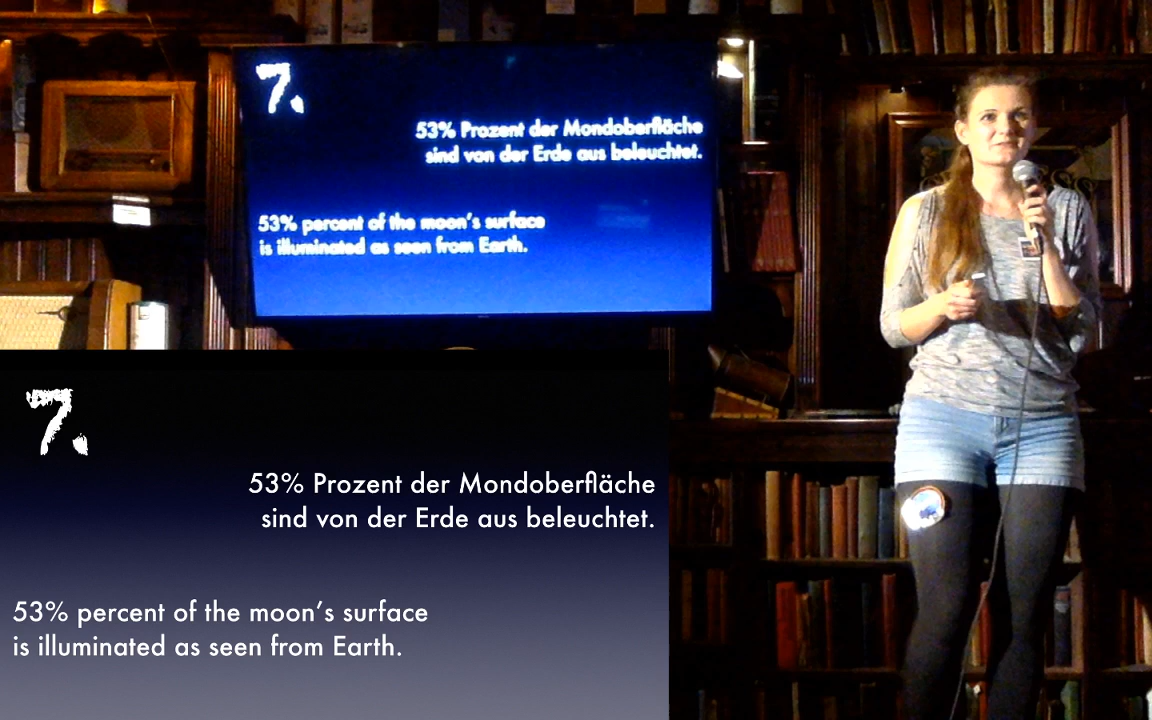 7.
53% Prozent der Mondoberfläche
sind von der Erde aus beleuchtet.
53% percent of the moon's surface
is illuminated as seen from Earth.
7.
53% Prozent der Mondoberfläche
sind von der Erde aus beleuchtet.
53% percent of the moon’s surface
is illuminated as seen from Earth.